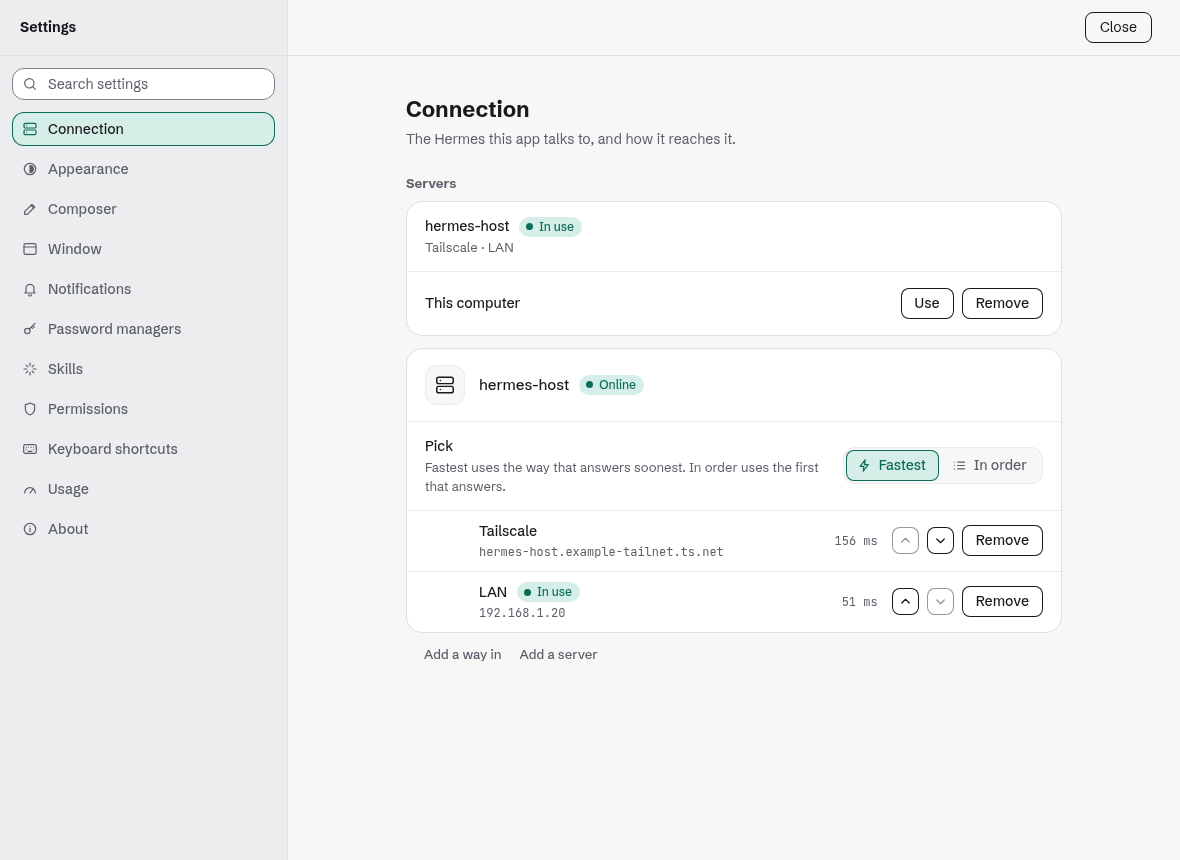 Settings
Close
Search settings
Connection
Appearance
Composer
Window
Notifications
Password managers
Skills
Permissions
Keyboard shortcuts
Usage
About
Connection
The Hermes this app talks to, and how it reaches it.
Servers
hermes-host In use
Tailscale · LAN
This computer Use Remove
hermes-host Online
Pick
Fastest uses the way that answers soonest. In order uses the first
that answers.
Fastest In order
Tailscale
hermes-host.example-tailnet.ts.net
156 ms Remove
LAN In use
192.168.1.20
51 ms Remove
Add a way in Add a server